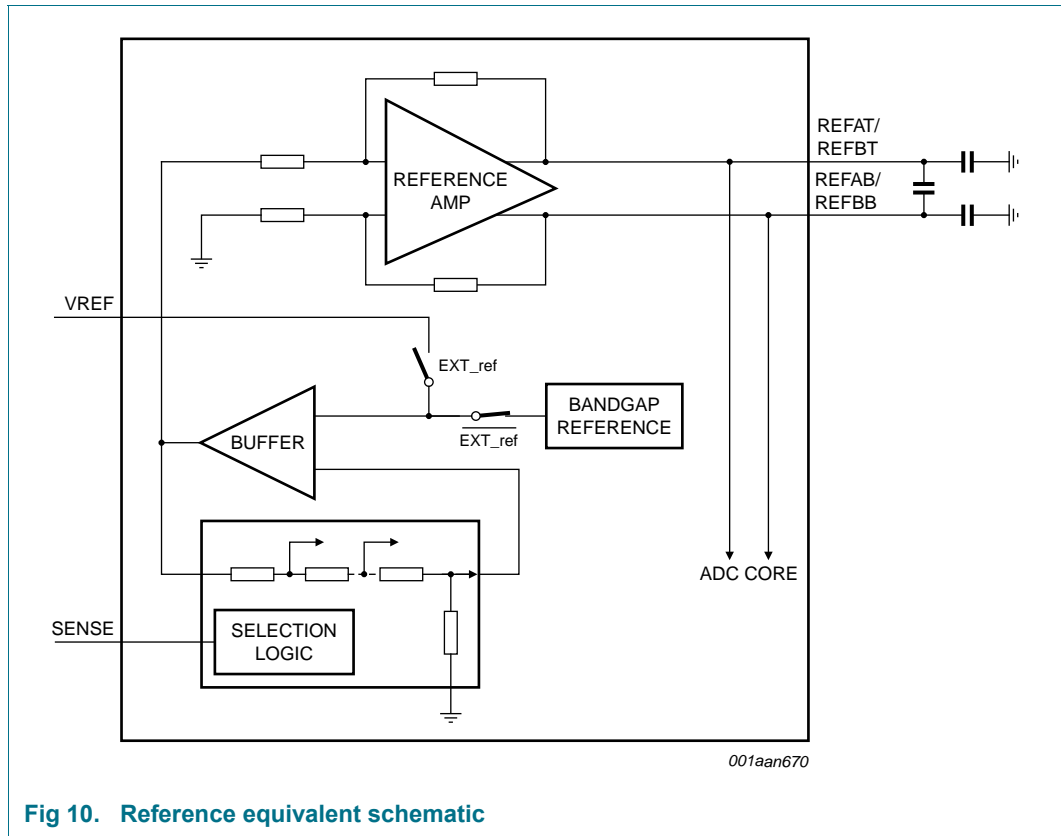 REFAT/
REFBT
REFERENCE
AMP
REFAB/
REFBB
VREF
EXT_ref
BANDGAP
REFERENCE
BUFFER
EXT_ref
ADC CORE
SENSE
SELECTION
LOGIC
001aan670
Fig 10. Reference equivalent schematic